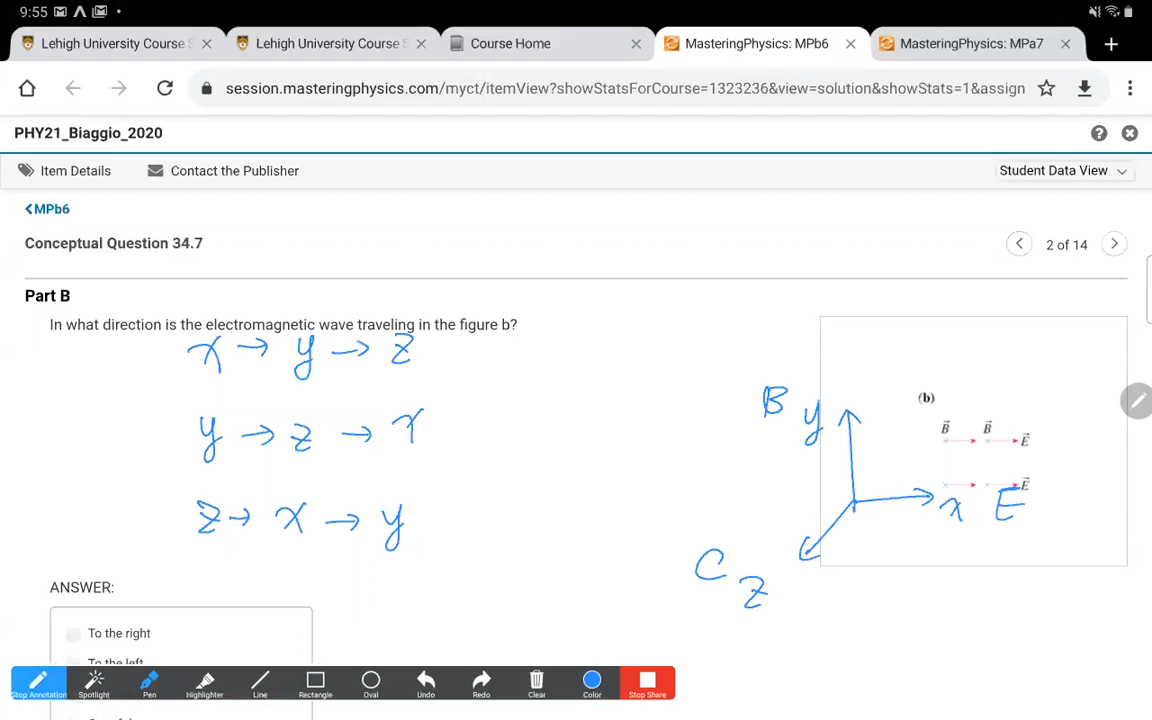 9:55
Lehigh University Course S
Lehigh University Course S
Course Home
MasteringPhysics: MPb6
MasteringPhysics: MPa7
session.masteringphysics.com/myct/itemView?showStatsForCourse=1323236&view=solution&showStats=1&assign
PHY21_Biaggio_2020
Item Details
Contact the Publisher
Student Data View
MPb6
Conceptual Question 34.7
2 of 14
Part B
In what direction is the electromagnetic wave traveling in the figure b?
x → y → z
y → z → x
z → x → y
B y
(b)
B⃗ B⃗ E⃗
E⃗
x E
C z
ANSWER:
To the right
To the left
Stop Annotation
Spotlight
Pen
Highlighter
Line
Rectangle
Oval
Undo
Redo
Clear
Color
Stop Share